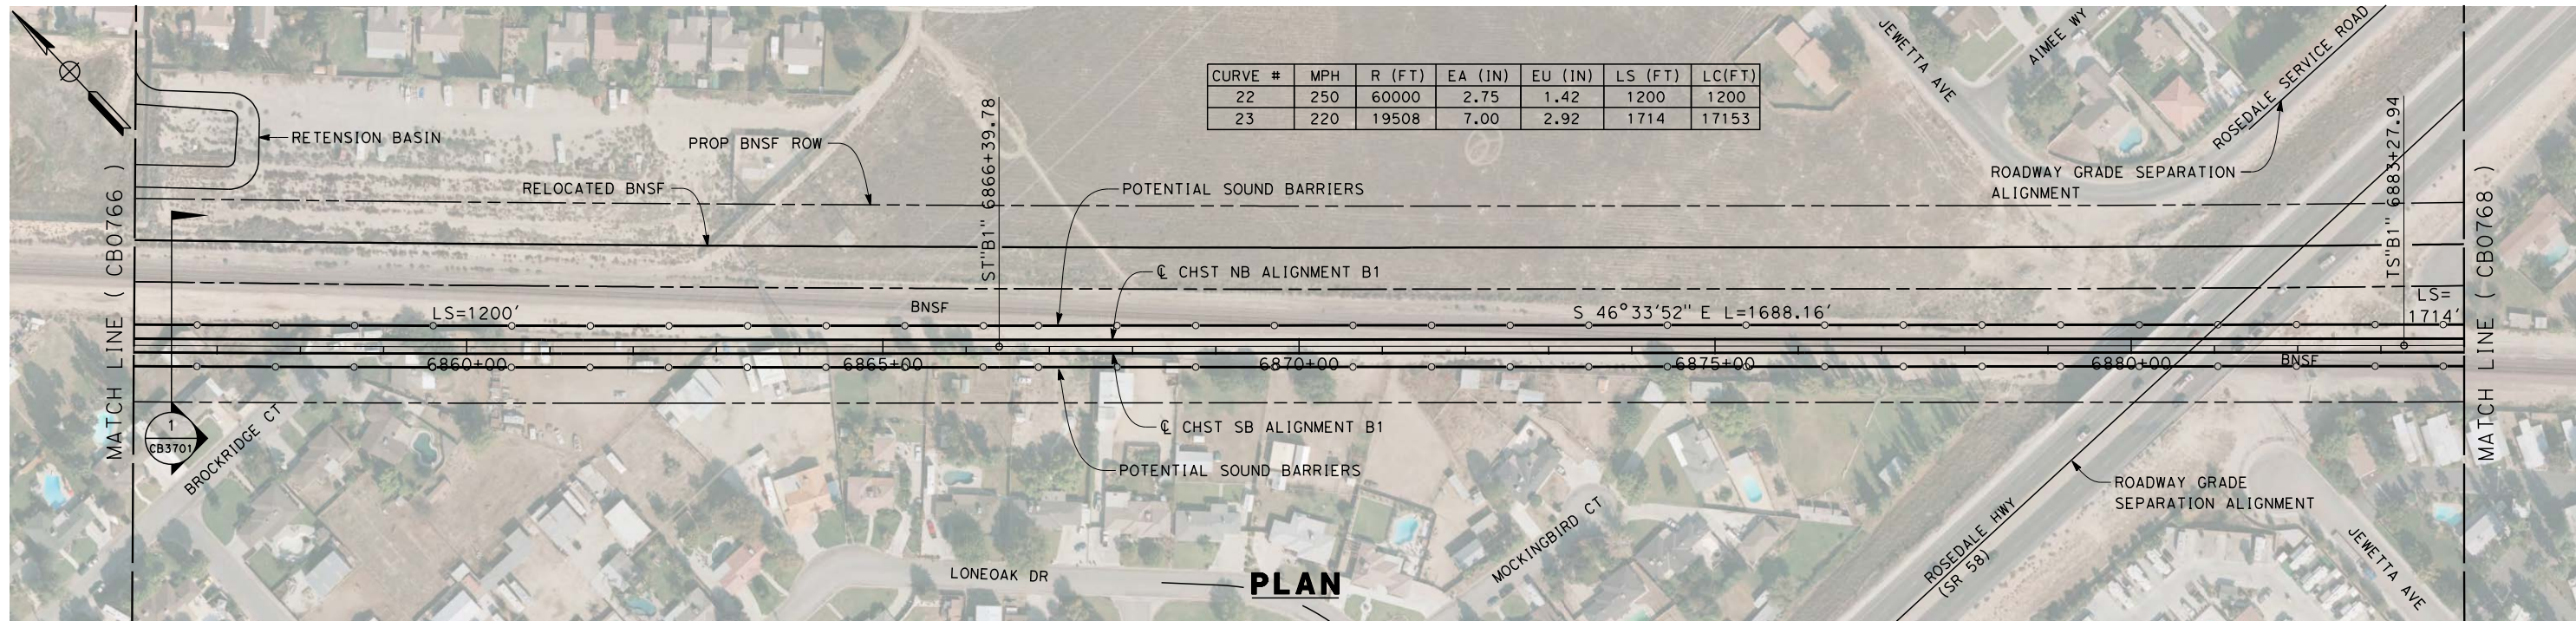 CURVE # MPH R (FT) EA (IN) EU (IN) LS (FT) LC(FT)
22 250 60000 2.75 1.42 1200 1200
23 220 19508 7.00 2.92 1714 17153
JEWETTA AVE
AIMEE WY
ROSEDALE SERVICE ROAD
RETENSION BASIN
PROP BNSF ROW
RELOCATED BNSF
POTENTIAL SOUND BARRIERS
ROADWAY GRADE SEPARATION
ALIGNMENT
ST"B1" 6866+39.78
TS"B1" 6883+27.94
MATCH LINE ( CB0766 )
MATCH LINE ( CB0768 )
℄ CHST NB ALIGNMENT B1
LS=1200'
BNSF
S 46°33'52" E L=1688.16'
LS=
1714'
6860+00
6865+00
6870+00
6875+00
6880+00
BNSF
1
CB3701
BROCKRIDGE CT
℄ CHST SB ALIGNMENT B1
POTENTIAL SOUND BARRIERS
ROADWAY GRADE
SEPARATION ALIGNMENT
MOCKINGBIRD CT
ROSEDALE HWY
(SR 58)
JEWETTA AVE
LONEOAK DR
PLAN